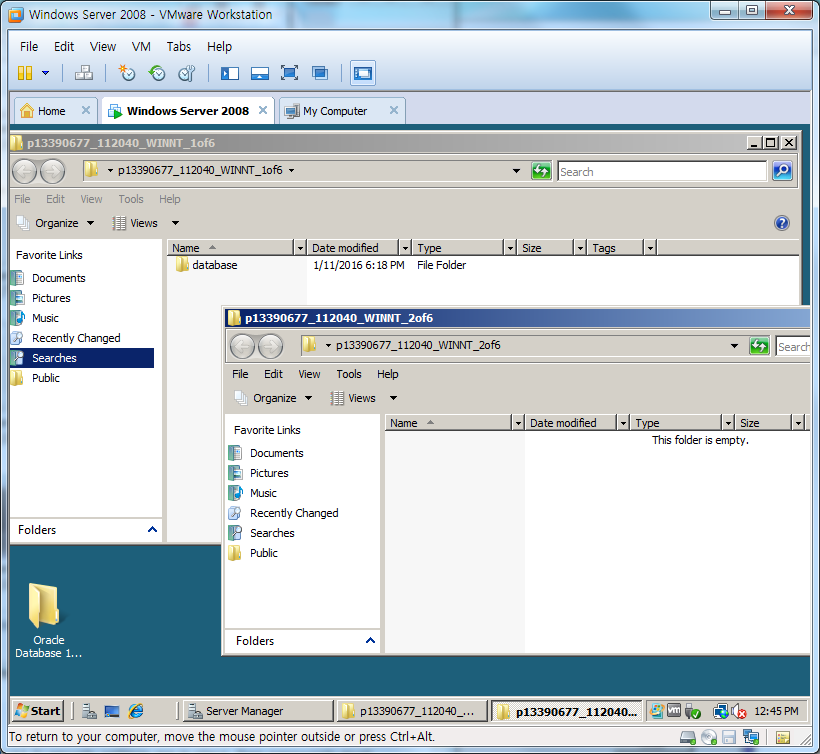 Windows Server 2008 - VMware Workstation
File Edit View VM Tabs Help
Home Windows Server 2008 My Computer
p13390677_112040_WINNT_1of6
p13390677_112040_WINNT_1of6 Search
File Edit View Tools Help
Organize Views
Favorite Links
Documents
Pictures
Music
Recently Changed
Searches
Public
Folders
Name Date modified Type Size Tags
database 1/11/2016 6:18 PM File Folder
p13390677_112040_WINNT_2of6
p13390677_112040_WINNT_2of6 Search
File Edit View Tools Help
Organize Views
Favorite Links
Documents
Pictures
Music
Recently Changed
Searches
Public
Folders
Name Date modified Type Size
This folder is empty.
Oracle
Database 1...
Start Server Manager p13390677_112040_... p13390677_112040... 12:45 PM
To return to your computer, move the mouse pointer outside or press Ctrl+Alt.